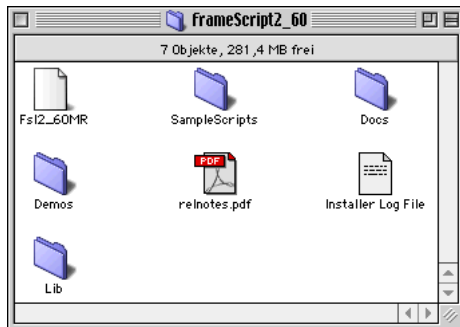 FrameScript2_60
7 Objekte, 281,4 MB frei
Fsl2_60MR
SampleScripts
Docs
Demos
PDF
relnotes.pdf
Installer Log File
Lib